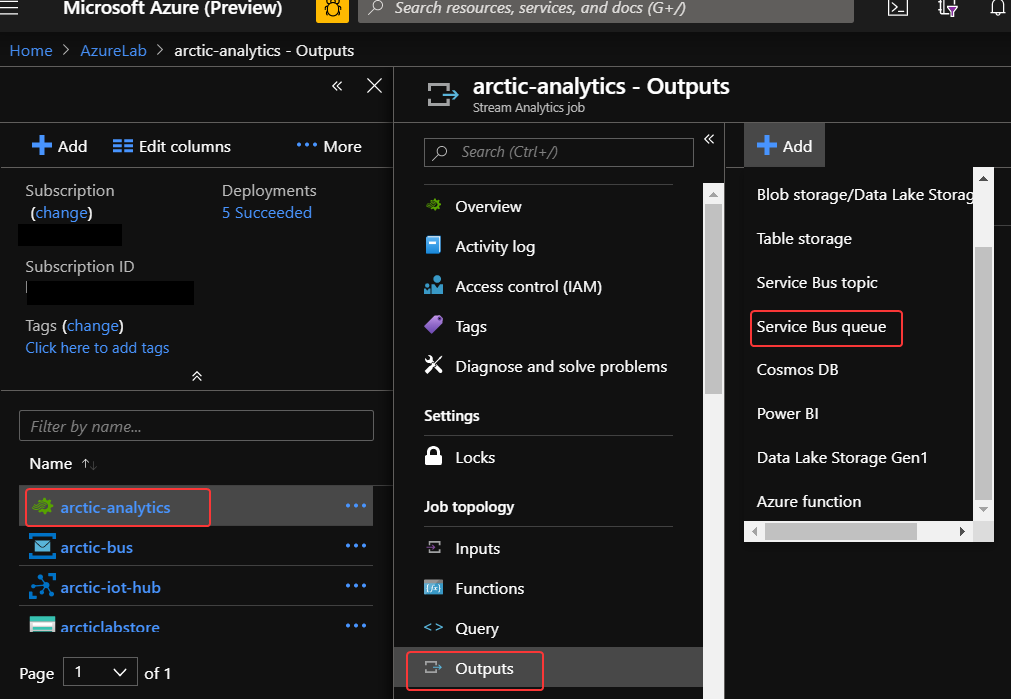 Microsoft Azure (Preview)
Search resources, services, and docs (G+/)
Home > AzureLab > arctic-analytics - Outputs
Add
Edit columns
More
Subscription
(change)
Deployments
5 Succeeded
Subscription ID
Tags (change)
Click here to add tags
Filter by name...
Name
arctic-analytics
arctic-bus
arctic-iot-hub
arcticlabstore
Page 1 of 1
arctic-analytics - Outputs
Stream Analytics job
Search (Ctrl+/)
Overview
Activity log
Access control (IAM)
Tags
Diagnose and solve problems
Settings
Locks
Job topology
Inputs
Functions
Query
Outputs
Add
Blob storage/Data Lake Storag
Table storage
Service Bus topic
Service Bus queue
Cosmos DB
Power BI
Data Lake Storage Gen1
Azure function